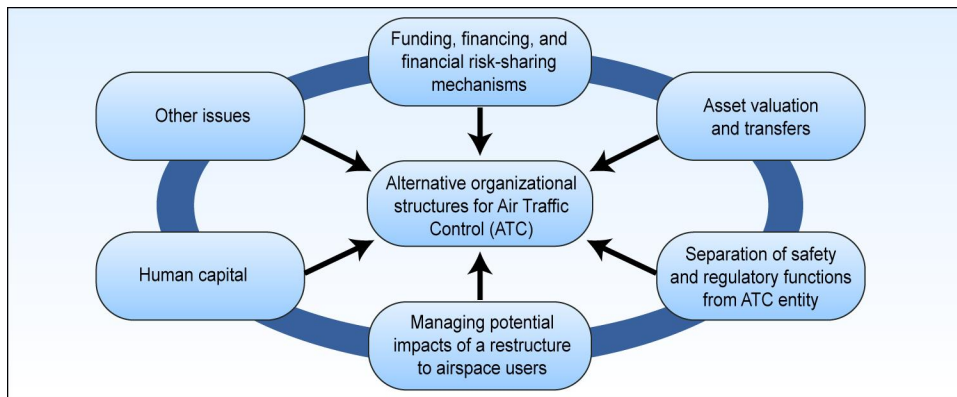 Funding, financing, and
financial risk-sharing
mechanisms
Other issues
Asset valuation
and transfers
Alternative organizational
structures for Air Traffic
Control (ATC)
Human capital
Separation of safety
and regulatory functions
from ATC entity
Managing potential
impacts of a restructure
to airspace users